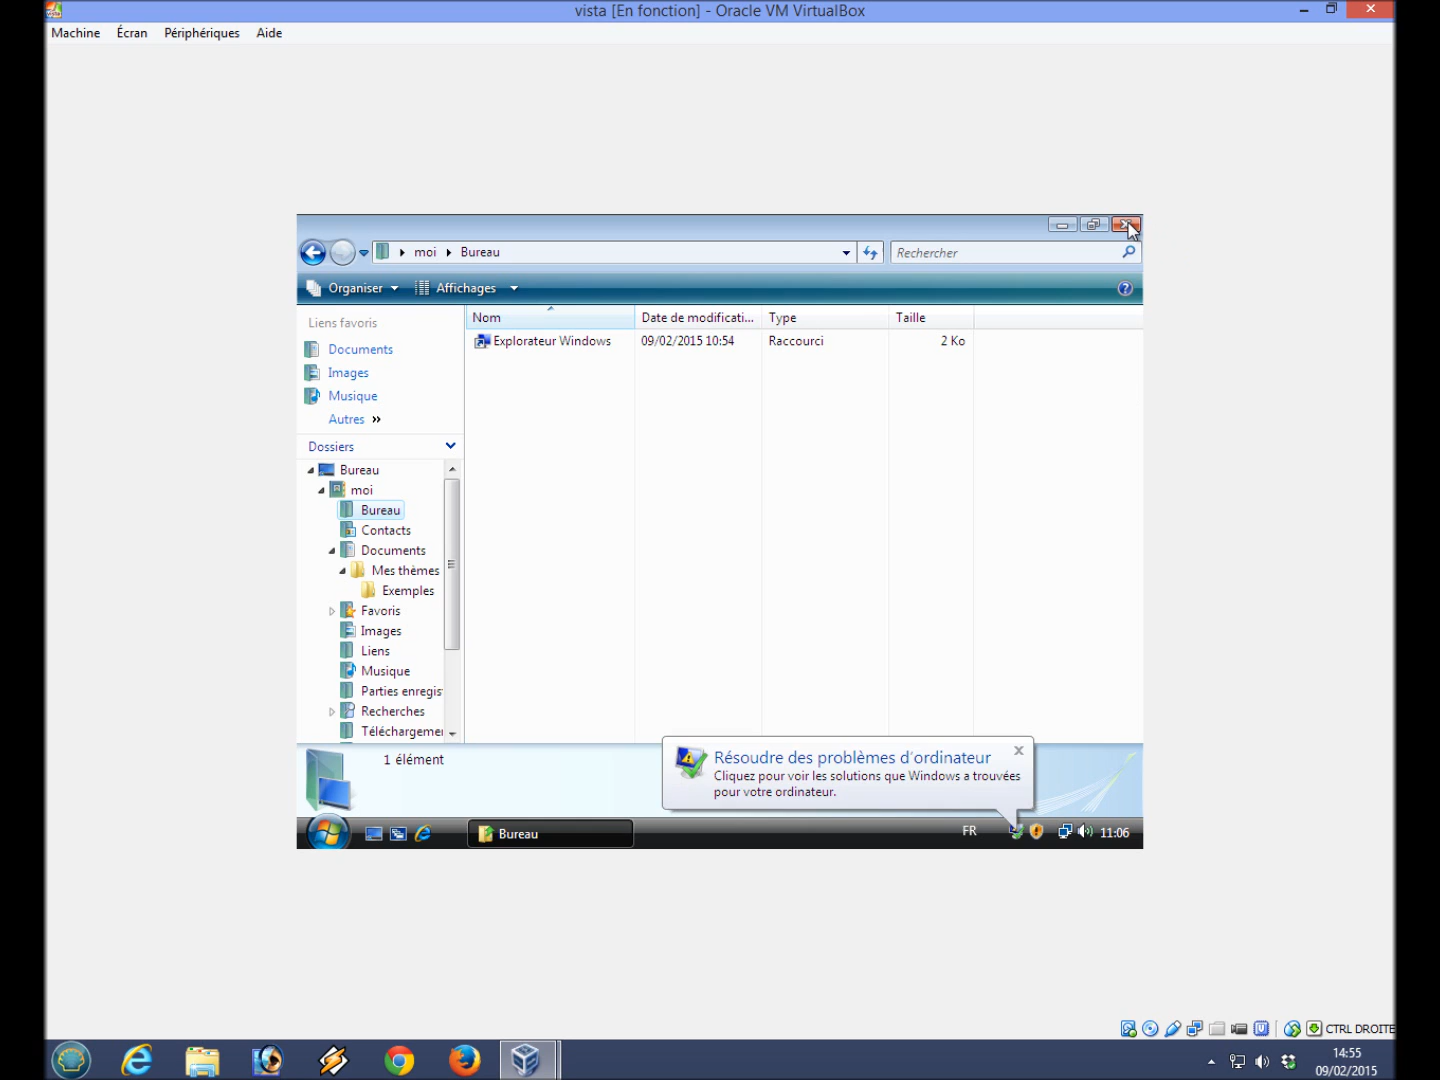 vista [En fonction] - Oracle VM VirtualBox
Machine Écran Périphériques Aide
moi Bureau
Rechercher
Organiser Affichages
Liens favoris
Documents
Images
Musique
Autres »
Dossiers
Bureau
moi
Bureau
Contacts
Documents
Mes thèmes
Exemples
Favoris
Images
Liens
Musique
Parties enregis
Recherches
Téléchargeme
Nom Date de modificati... Type Taille
Explorateur Windows 09/02/2015 10:54 Raccourci 2 Ko
1 élément
Résoudre des problèmes d'ordinateur
Cliquez pour voir les solutions que Windows a trouvées
pour votre ordinateur.
Bureau
FR
11:06
CTRL DROITE
14:55
09/02/2015